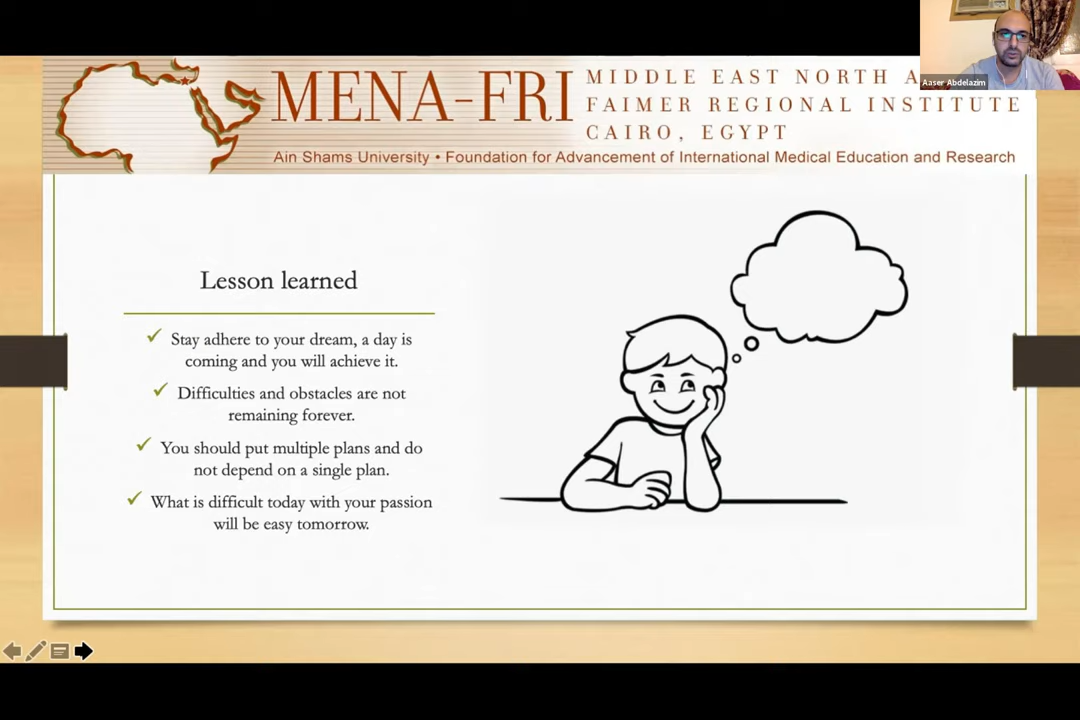 Aaser Abdelazim
MENA-FRI
MIDDLE EAST NORTH A
FAIMER REGIONAL INSTITUTE
CAIRO, EGYPT
Ain Shams University • Foundation for Advancement of International Medical Education and Research
Lesson learned
✓ Stay adhere to your dream, a day is
coming and you will achieve it.
✓ Difficulties and obstacles are not
remaining forever.
✓ You should put multiple plans and do
not depend on a single plan.
✓ What is difficult today with your passion
will be easy tomorrow.